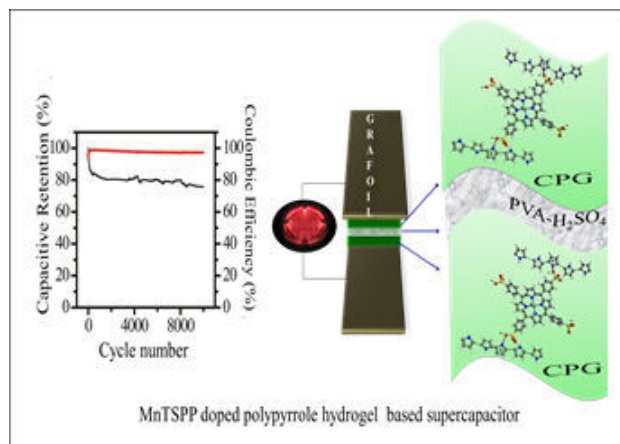 Capacitive Retention (%)
100
80
60
40
20
0
100
80
60
40
20
0
Coulombic Efficiency (%)
0
4000
8000
Cycle number
GRAFOIL
CPG
PVA-H₂SO₄
CPG
MnTSPP doped polypyrrole hydrogel based supercapacitor